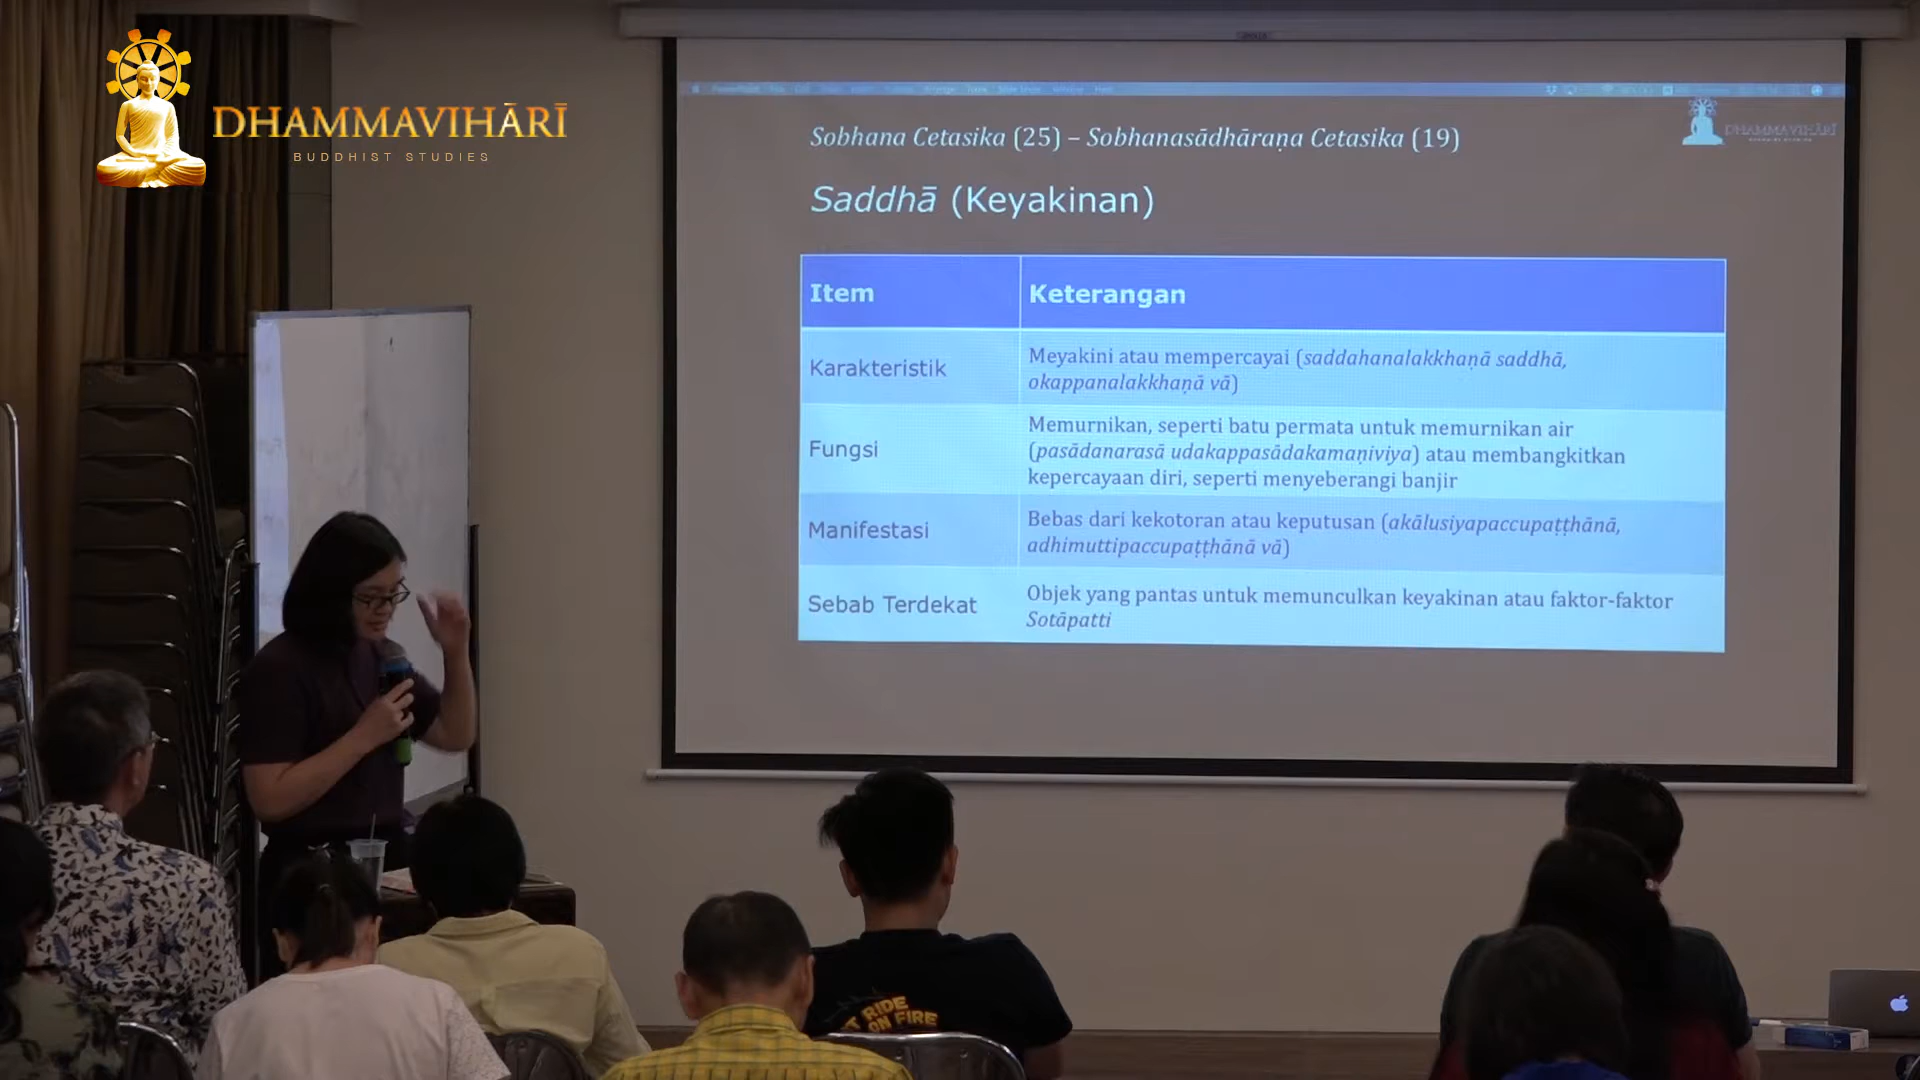 DHAMMAVIHĀRĪ
BUDDHIST STUDIES
Sobhana Cetasika (25) – Sobhanasādhāraṇa Cetasika (19)
DHAMMAVIHĀRĪ
Saddhā (Keyakinan)
Item
Keterangan
Karakteristik
Meyakini atau mempercayai (saddahanalakkhaṇā saddhā,
okappanalakkhaṇā vā)
Fungsi
Memurnikan, seperti batu permata untuk memurnikan air
(pasādanarasā udakappasādakamaṇiviya) atau membangkitkan
kepercayaan diri, seperti menyeberangi banjir
Manifestasi
Bebas dari kekotoran atau keputusan (akālusiyapaccupaṭṭhānā,
adhimuttipaccupaṭṭhānā vā)
Sebab Terdekat
Objek yang pantas untuk memunculkan keyakinan atau faktor-faktor
Sotāpatti
RIDE
ON FIRE